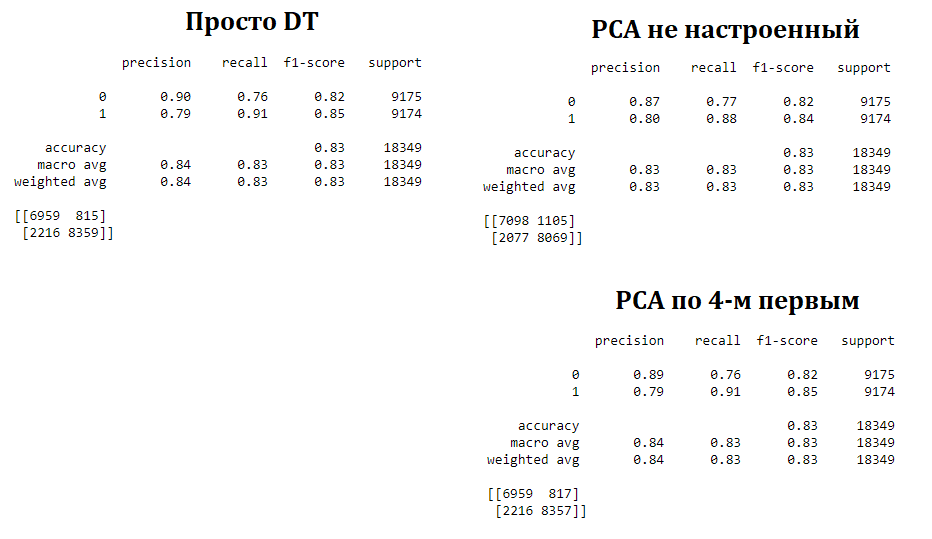 Просто DT
precision recall f1-score support
0 0.90 0.76 0.82 9175
1 0.79 0.91 0.85 9174
accuracy 0.83 18349
macro avg 0.84 0.83 0.83 18349
weighted avg 0.84 0.83 0.83 18349
[[6959 815]
[2216 8359]]
PCA не настроенный
precision recall f1-score support
0 0.87 0.77 0.82 9175
1 0.80 0.88 0.84 9174
accuracy 0.83 18349
macro avg 0.83 0.83 0.83 18349
weighted avg 0.83 0.83 0.83 18349
[[7098 1105]
[2077 8069]]
PCA по 4-м первым
precision recall f1-score support
0 0.89 0.76 0.82 9175
1 0.79 0.91 0.85 9174
accuracy 0.83 18349
macro avg 0.84 0.83 0.83 18349
weighted avg 0.84 0.83 0.83 18349
[[6959 817]
[2216 8357]]